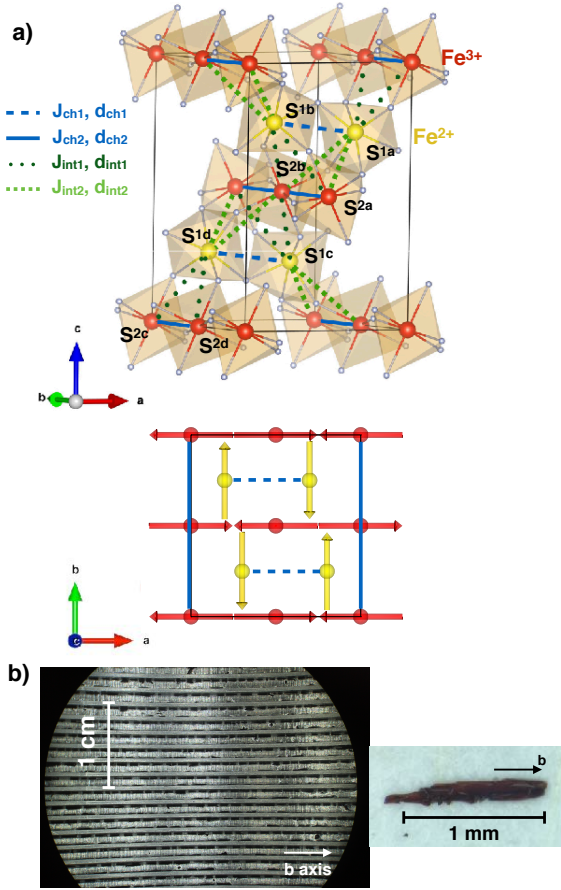 a)
Fe3+
Jch1, dch1
Jch2, dch2
Jint1, dint1
Jint2, dint2
S1b
Fe2+
S1a
S2b
S2a
S1d
S1c
S2c
S2d
c
b
a
b
c
a
b)
1 cm
b axis
b
1 mm